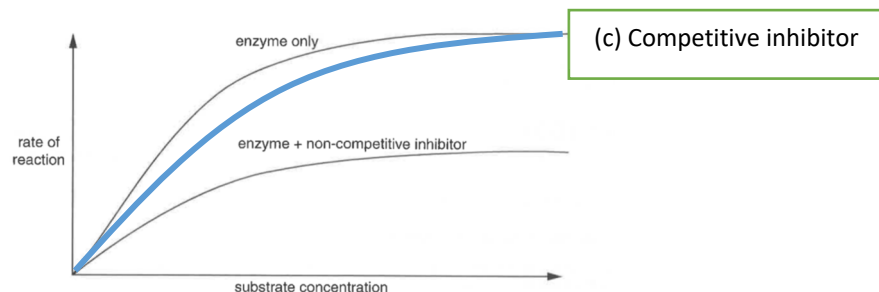 enzyme only
(c) Competitive inhibitor
rate of
reaction
enzyme + non-competitive inhibitor
substrate concentration